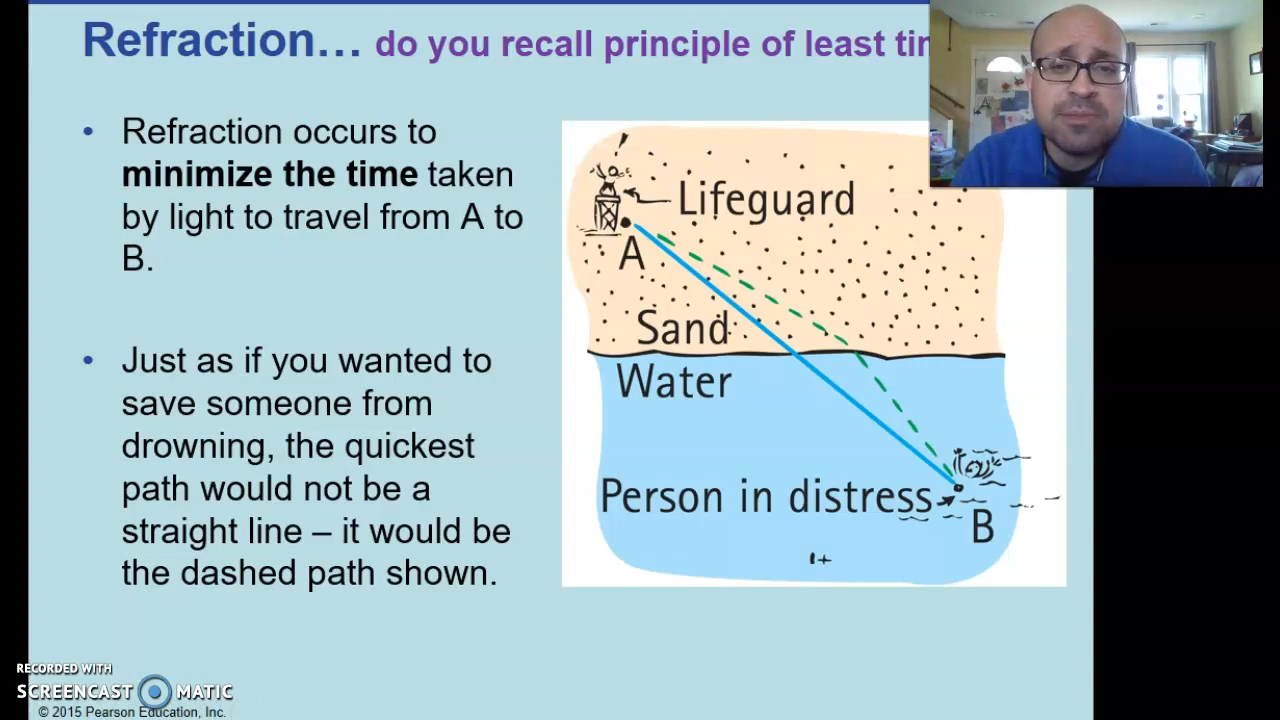 Refraction… do you recall principle of least
• Refraction occurs to
minimize the time taken
by light to travel from A to
B.
• Just as if you wanted to
save someone from
drowning, the quickest
path would not be a
straight line – it would be
the dashed path shown.
Lifeguard
A
Sand
Water
Person in distress
B
RECORDED WITH
SCREENCAST MATIC
© 2015 Pearson Education, Inc.